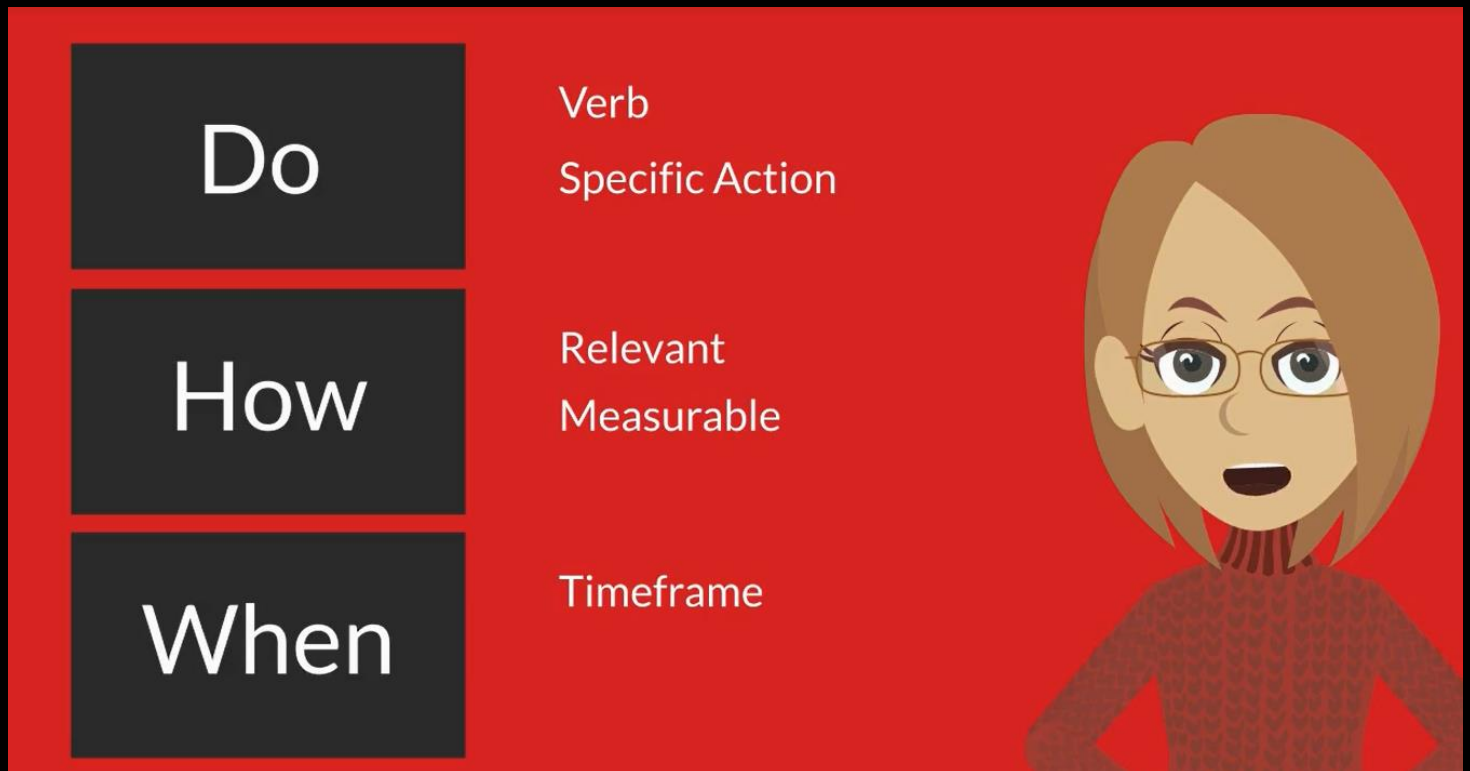 Do
Verb
Specific Action
How
Relevant
Measurable
When
Timeframe